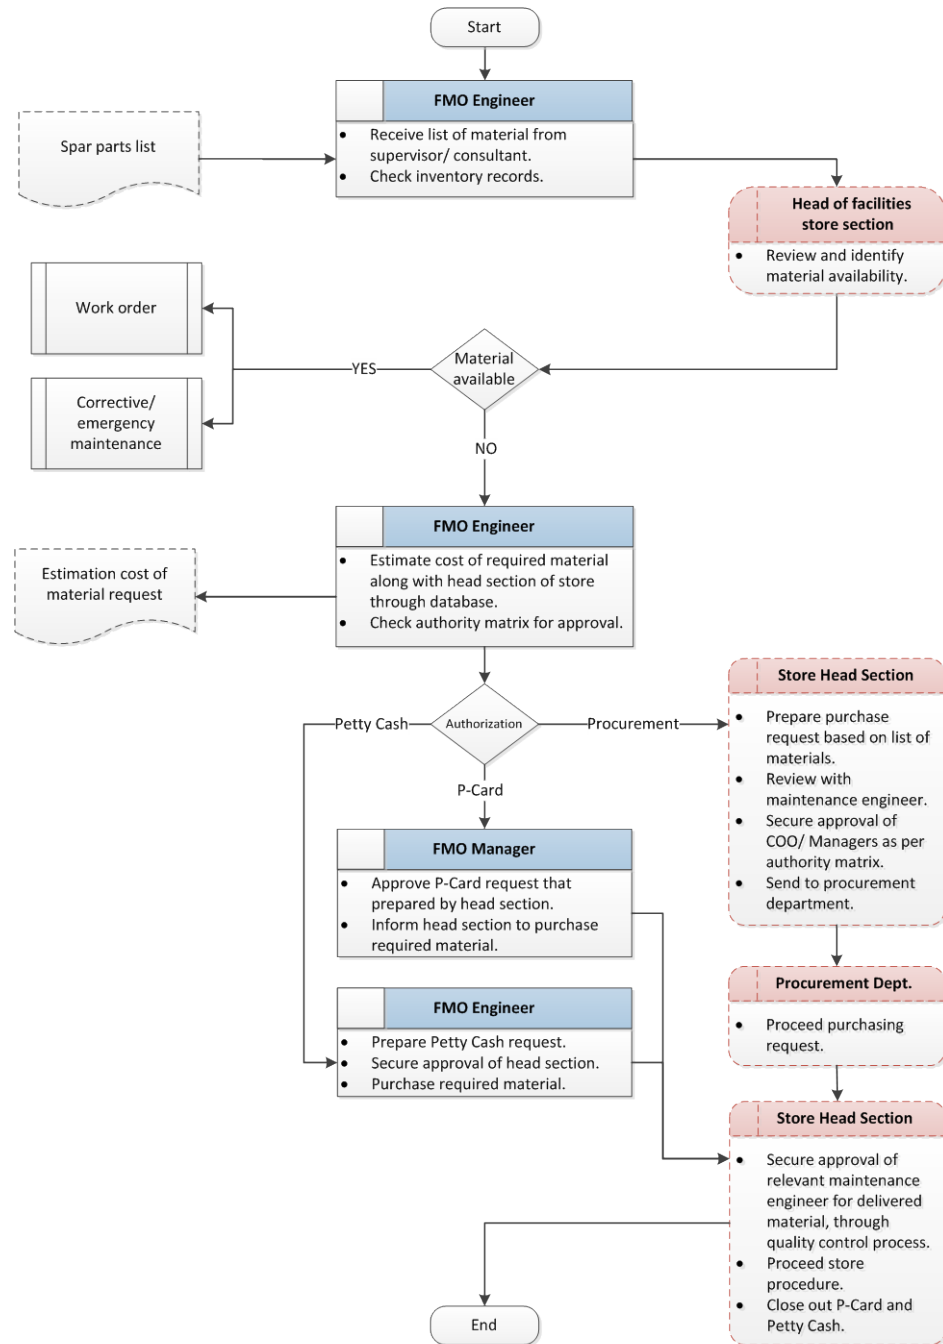 Start
FMO Engineer
• Receive list of material from
supervisor/ consultant.
• Check inventory records.
Spar parts list
Head of facilities
store section
• Review and identify
material availability.
Work order
Material
available
YES
Corrective/
emergency
maintenance
NO
FMO Engineer
• Estimate cost of required material
along with head section of store
through database.
• Check authority matrix for approval.
Estimation cost of
material request
Authorization
Petty Cash
Procurement
P-Card
Store Head Section
• Prepare purchase
request based on list of
materials.
• Review with
maintenance engineer.
• Secure approval of
COO/ Managers as per
authority matrix.
• Send to procurement
department.
FMO Manager
• Approve P-Card request that
prepared by head section.
• Inform head section to purchase
required material.
Procurement Dept.
• Proceed purchasing
request.
FMO Engineer
• Prepare Petty Cash request.
• Secure approval of head section.
• Purchase required material.
Store Head Section
• Secure approval of
relevant maintenance
engineer for delivered
material, through
quality control process.
• Proceed store
procedure.
• Close out P-Card and
Petty Cash.
End